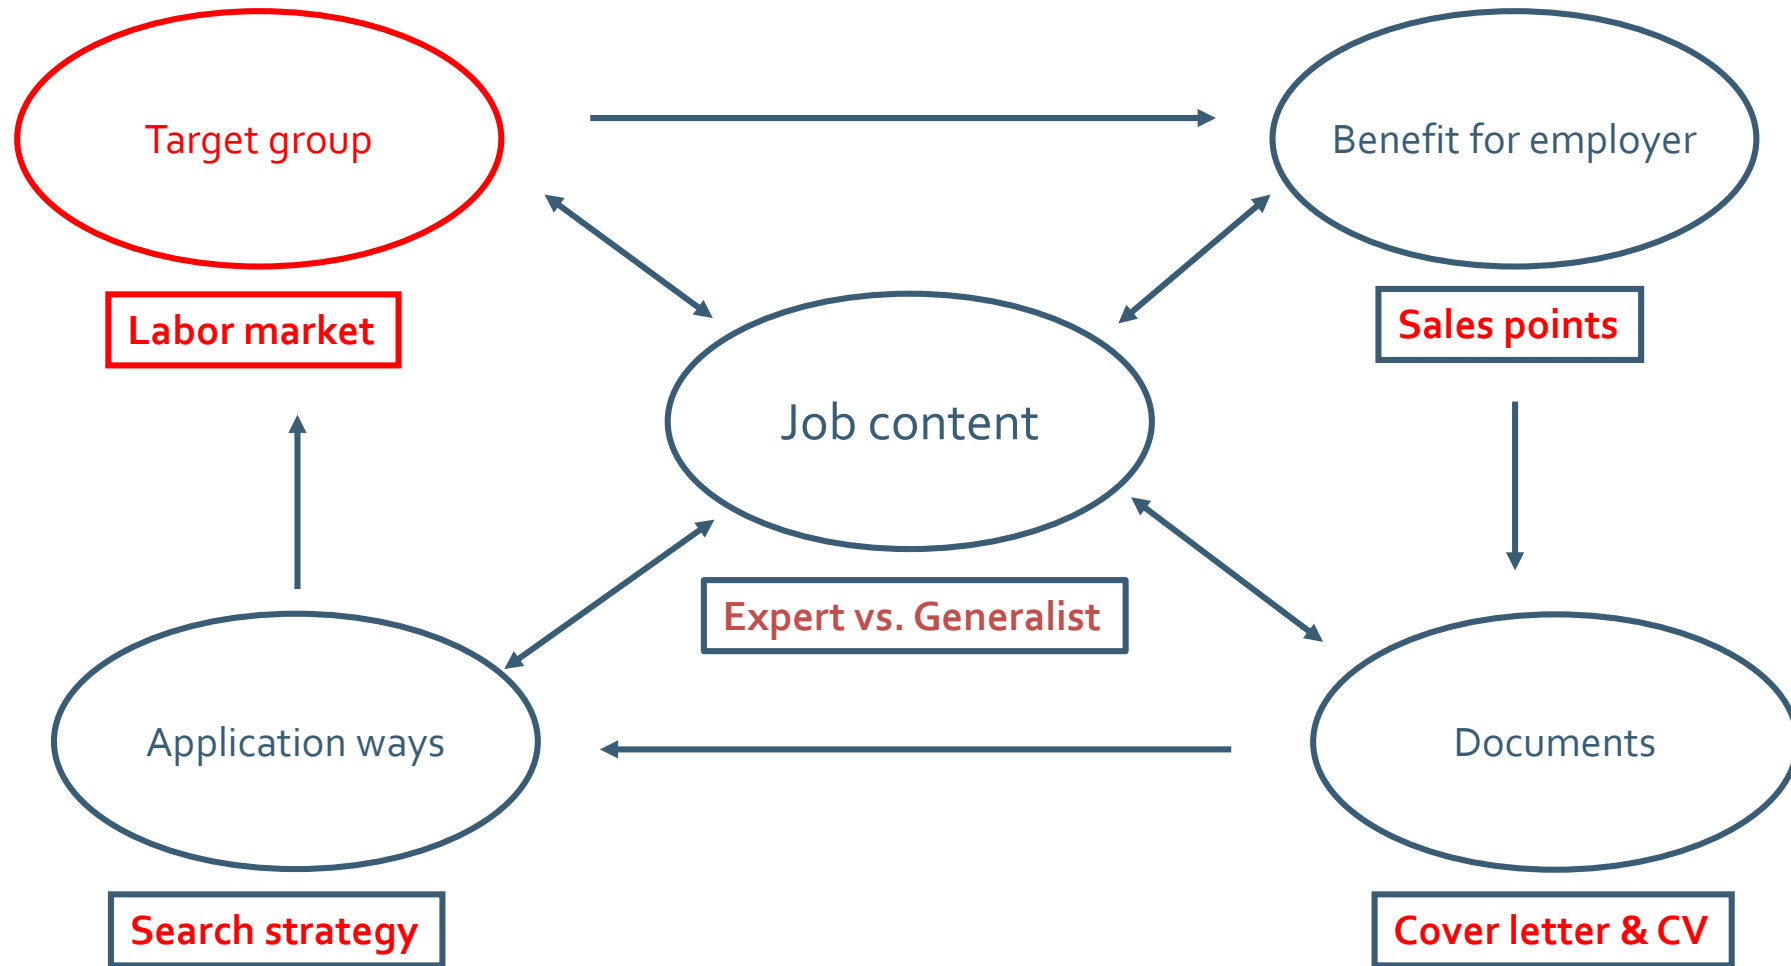 Target group
Benefit for employer
Labor market
Sales points
Job content
Expert vs. Generalist
Application ways
Documents
Search strategy
Cover letter & CV